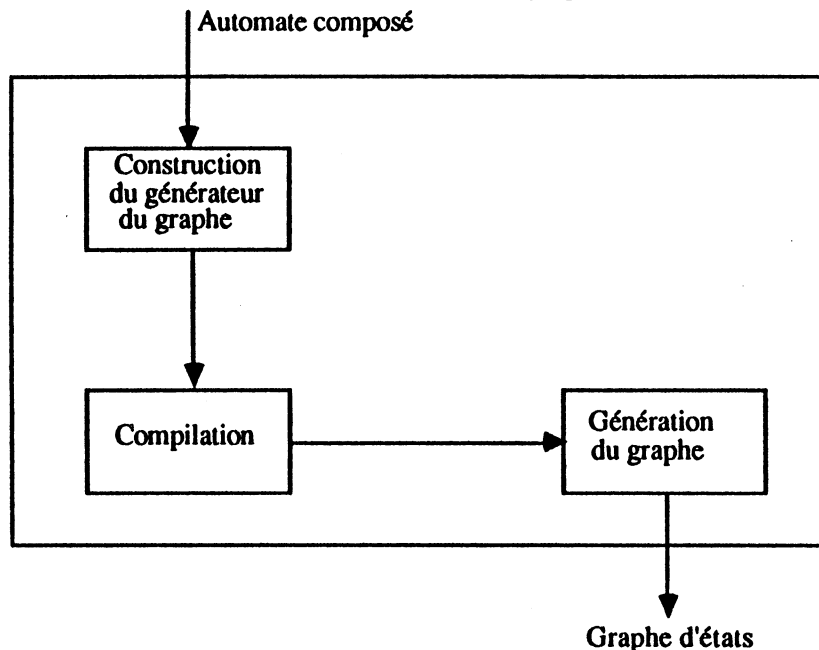 Automate composé
Construction
du générateur
du graphe
Compilation
Génération
du graphe
Graphe d'états